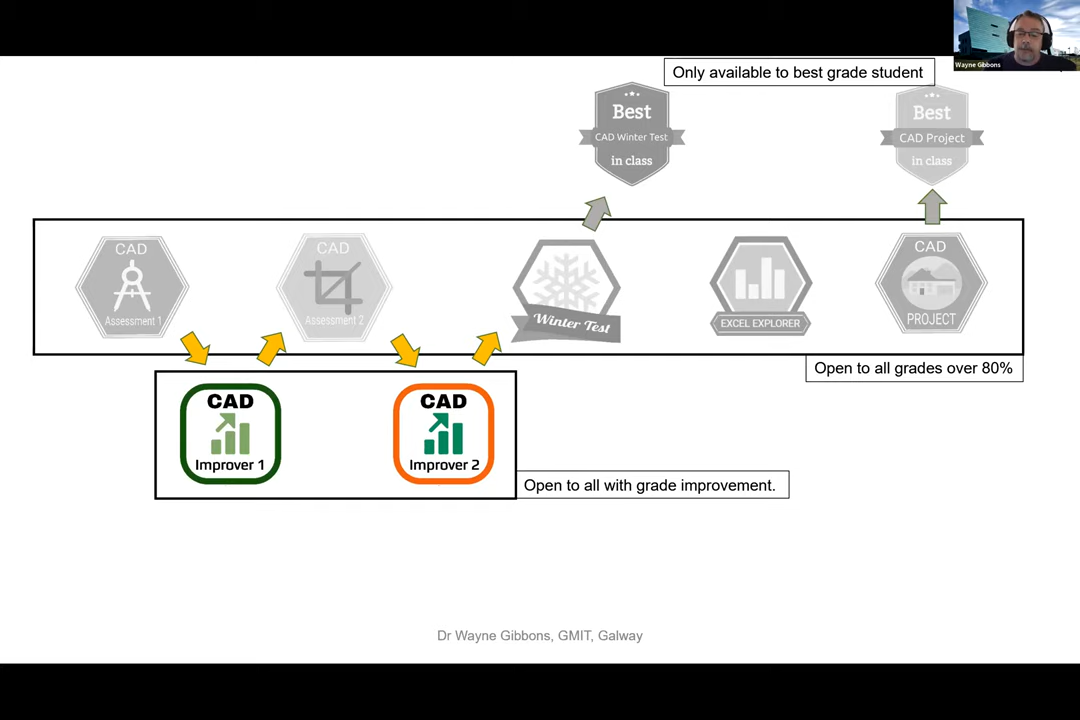 Wayne Gibbons
Only available to best grade student
Best
CAD Winter Test
in class
Best
CAD Project
in class
CAD
Assessment 1
CAD
Assessment 2
Winter Test
EXCEL EXPLORER
CAD
PROJECT
Open to all grades over 80%
CAD
Improver 1
CAD
Improver 2
Open to all with grade improvement.
Dr Wayne Gibbons, GMIT, Galway